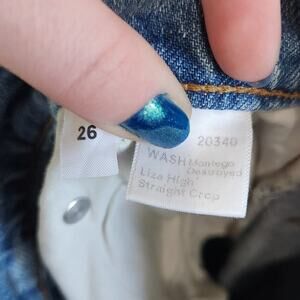 26
20340
WASH Montego
Destroyed
Liza High
Straight Crop